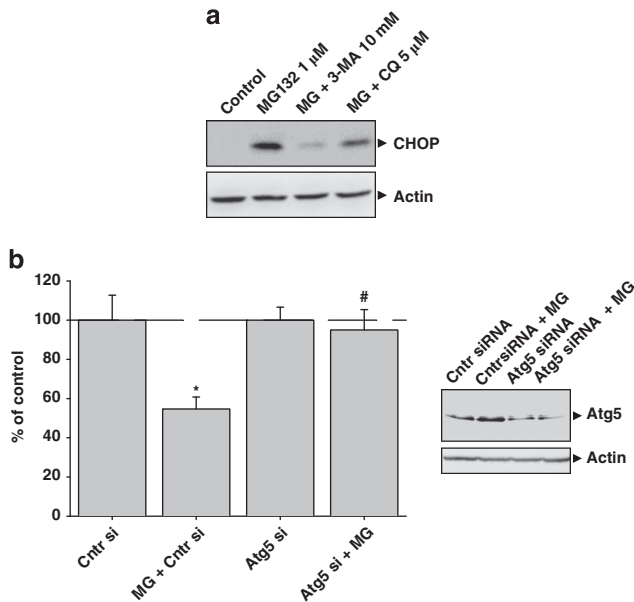 a
Control
MG132 1 µM
MG + 3-MA 10 mM
MG + CQ 5 µM
CHOP
Actin
b
% of control
120
100
80
60
40
20
0
*
#
Cntr si
MG + Cntr si
Atg5 si
Atg5 si + MG
Cntr siRNA
CntrsiRNA + MG
Atg5 siRNA
Atg5 siRNA + MG
Atg5
Actin